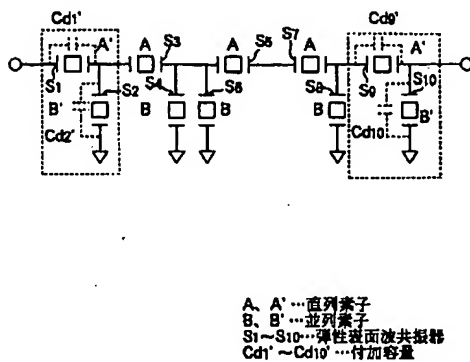 Cd1' Cd9'
A' A S3 A S5 S7 A A'
S1 S2 S4 S6 S8 S9 S10
B' B B B B'
Cd2' Cd10
A、A' …直列素子
B、B' …並列素子
S1〜S10…弾性表面波共振器
Cd1' 〜Cd10' …付加容量